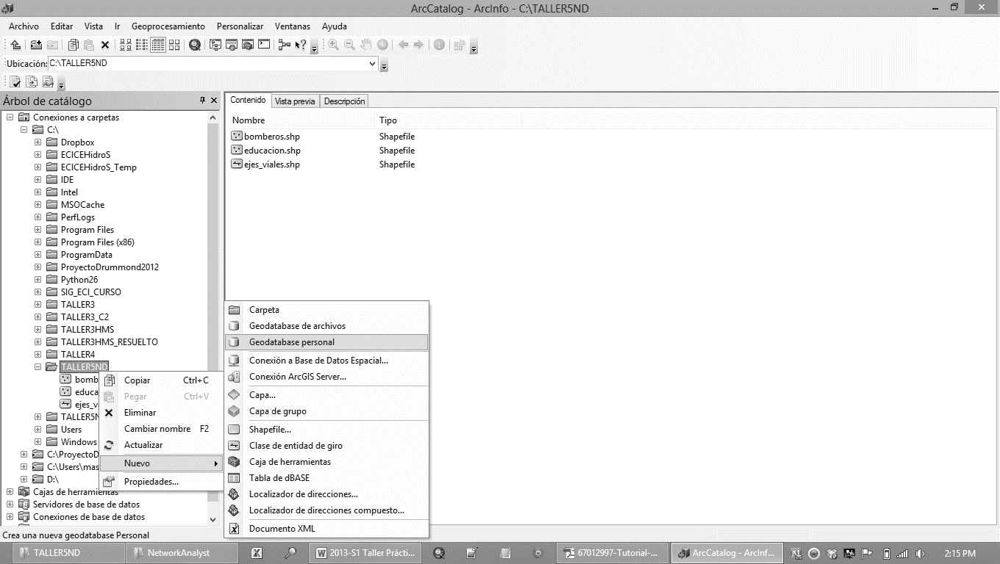 ArcCatalog - ArcInfo - C:\TALLER5ND
Archivo Editar Vista Ir Geoprocesamiento Personalizar Ventanas Ayuda
Ubicación: C:\TALLER5ND
Árbol de catálogo
Conexiones a carpetas
C:\
Dropbox
ECICEHidroS
ECICEHidroS_Temp
IDE
Intel
MSOCache
PerfLogs
Program Files
Program Files (x86)
ProgramData
ProyectoDrummond2012
Python26
SIG_ECI_CURSO
TALLER3
TALLER3_C2
TALLER3HMS
TALLER3HMS_RESUELTO
TALLER4
TALLER5ND
bomb
educa
ejes_vi
TALLER5N
Users
Windows
C:\ProyectoD
C:\Users\mas
D:\
Cajas de herramientas
Servidores de base de datos
Conexiones de base de datos
Contenido Vista previa Descripción
Nombre Tipo
bomberos.shp Shapefile
educacion.shp Shapefile
ejes_viales.shp Shapefile
Copiar Ctrl+C
Pegar Ctrl+V
Eliminar
Cambiar nombre F2
Actualizar
Nuevo
Propiedades...
Carpeta
Geodatabase de archivos
Geodatabase personal
Conexión a Base de Datos Espacial...
Conexión ArcGIS Server...
Capa...
Capa de grupo
Shapefile...
Clase de entidad de giro
Caja de herramientas
Tabla de dBASE
Localizador de direcciones...
Localizador de direcciones compuesto...
Documento XML
Crea una nueva geodatabase Personal
TALLER5ND NetworkAnalyst 2013-S1 Taller Prácti... 67012997-Tutorial-... ArcCatalog - ArcInf... 2:15 PM